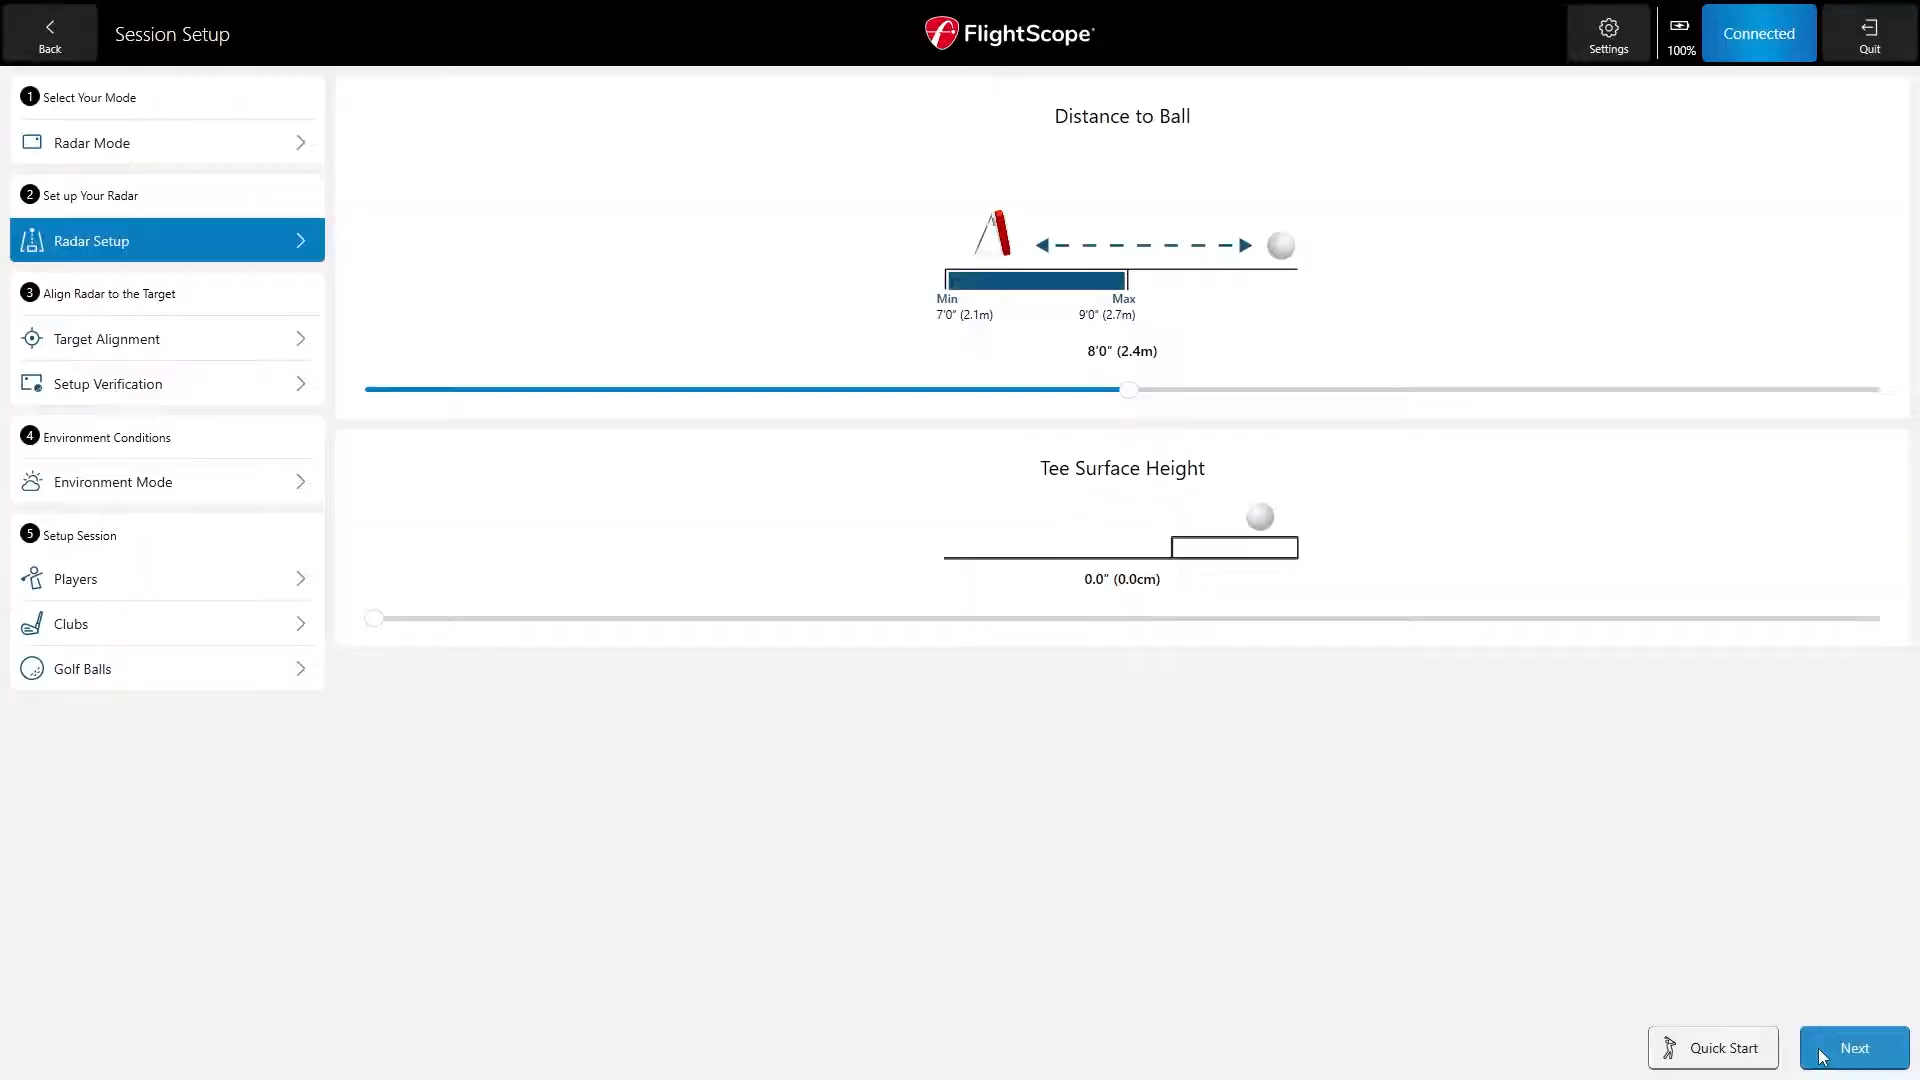 Back
Session Setup
FlightScope
Settings
100%
Connected
Quit
1 Select Your Mode
Radar Mode
2 Set up Your Radar
Radar Setup
3 Align Radar to the Target
Target Alignment
Setup Verification
4 Environment Conditions
Environment Mode
5 Setup Session
Players
Clubs
Golf Balls
Distance to Ball
Min Max
7'0" (2.1m) 9'0" (2.7m)
8'0" (2.4m)
Tee Surface Height
0.0" (0.0cm)
Quick Start
Next